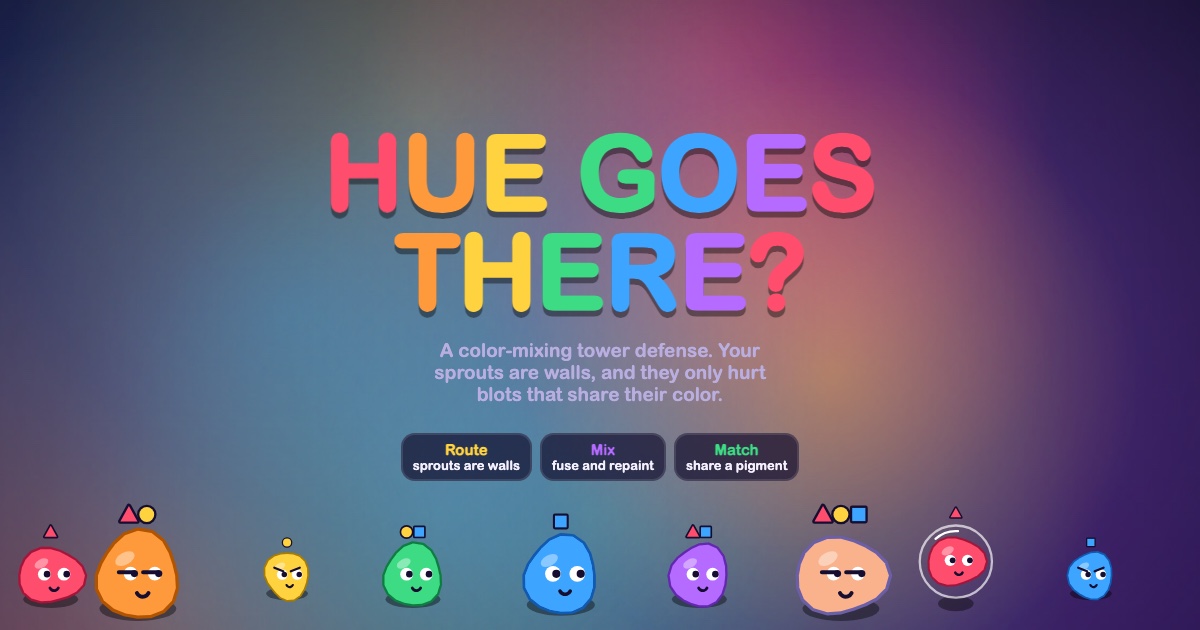 HUE GOES
THERE?
A color-mixing tower defense. Your
sprouts are walls, and they only hurt
blots that share their color.
Route
sprouts are walls
Mix
fuse and repaint
Match
share a pigment